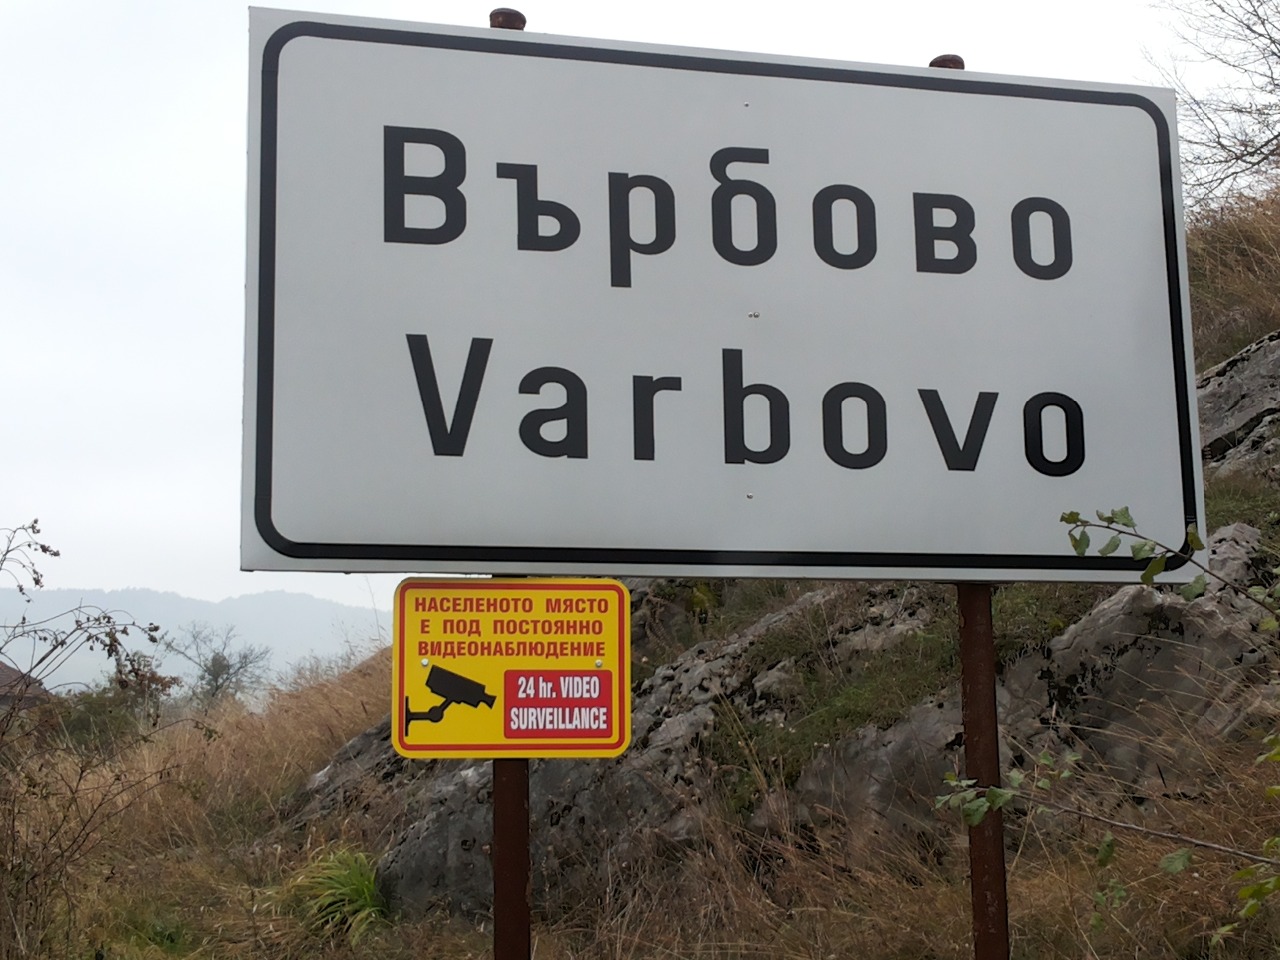 Върбово
Varbovo
НАСЕЛЕНОТО МЯСТО
Е ПОД ПОСТОЯННО
ВИДЕОНАБЛЮДЕНИЕ
24 hr. VIDEO
SURVEILLANCE